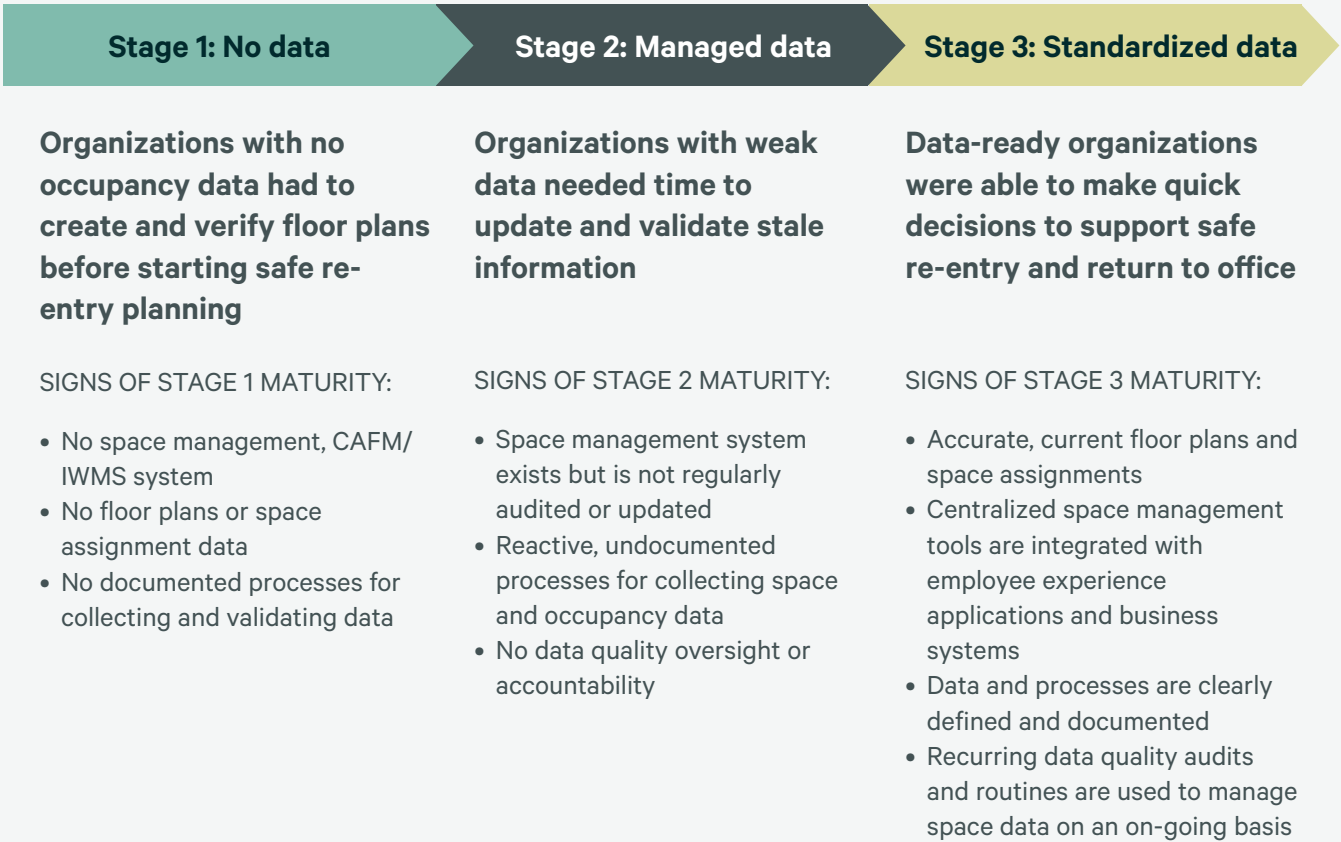 Stage 1: No data
Stage 2: Managed data
Stage 3: Standardized data
Organizations with no
occupancy data had to
create and verify floor plans
before starting safe re-
entry planning
SIGNS OF STAGE 1 MATURITY:
• No space management, CAFM/
IWMS system
• No floor plans or space
assignment data
• No documented processes for
collecting and validating data
Organizations with weak
data needed time to
update and validate stale
information
SIGNS OF STAGE 2 MATURITY:
• Space management system
exists but is not regularly
audited or updated
• Reactive, undocumented
processes for collecting space
and occupancy data
• No data quality oversight or
accountability
Data-ready organizations
were able to make quick
decisions to support safe
re-entry and return to office
SIGNS OF STAGE 3 MATURITY:
• Accurate, current floor plans and
space assignments
• Centralized space management
tools are integrated with
employee experience
applications and business
systems
• Data and processes are clearly
defined and documented
• Recurring data quality audits
and routines are used to manage
space data on an on-going basis